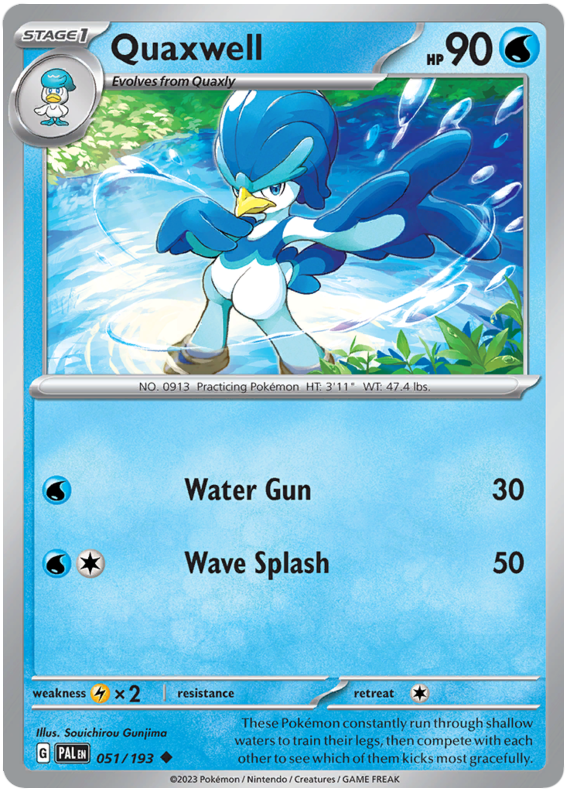 STAGE1
Quaxwell
HP 90
Evolves from Quaxly
NO. 0913 Practicing Pokémon HT: 3'11" WT: 47.4 lbs.
Water Gun 30
Wave Splash 50
weakness ×2 resistance retreat
Illus. Souichirou Gunjima
G PAL EN 051/193
These Pokémon constantly run through shallow
waters to train their legs, then compete with each
other to see which of them kicks most gracefully.
©2023 Pokémon / Nintendo / Creatures / GAME FREAK